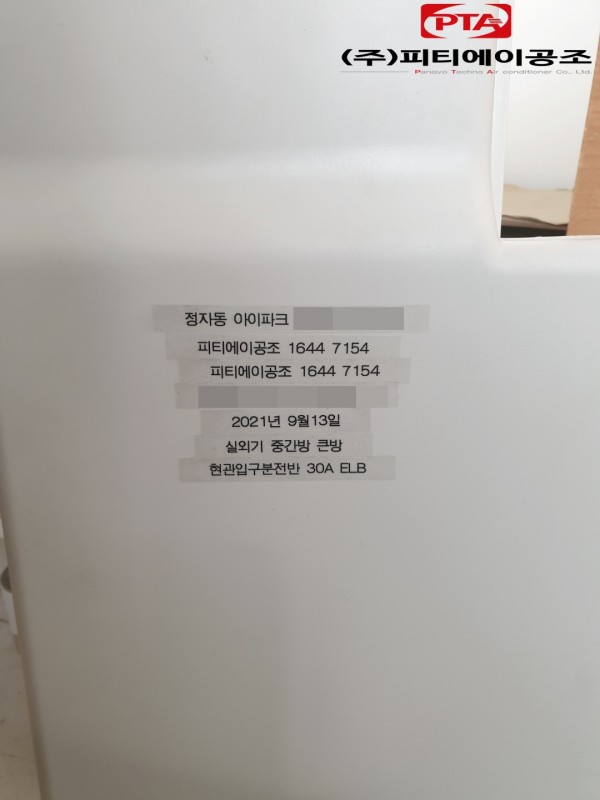 PTA
(주)피티에이공조
Panavo Techno Air conditioner Co., Ltd.
정자동 아이파크
피티에이공조 1644 7154
피티에이공조 1644 7154
2021년 9월13일
실외기 중간방 큰방
현관입구분전반 30A ELB